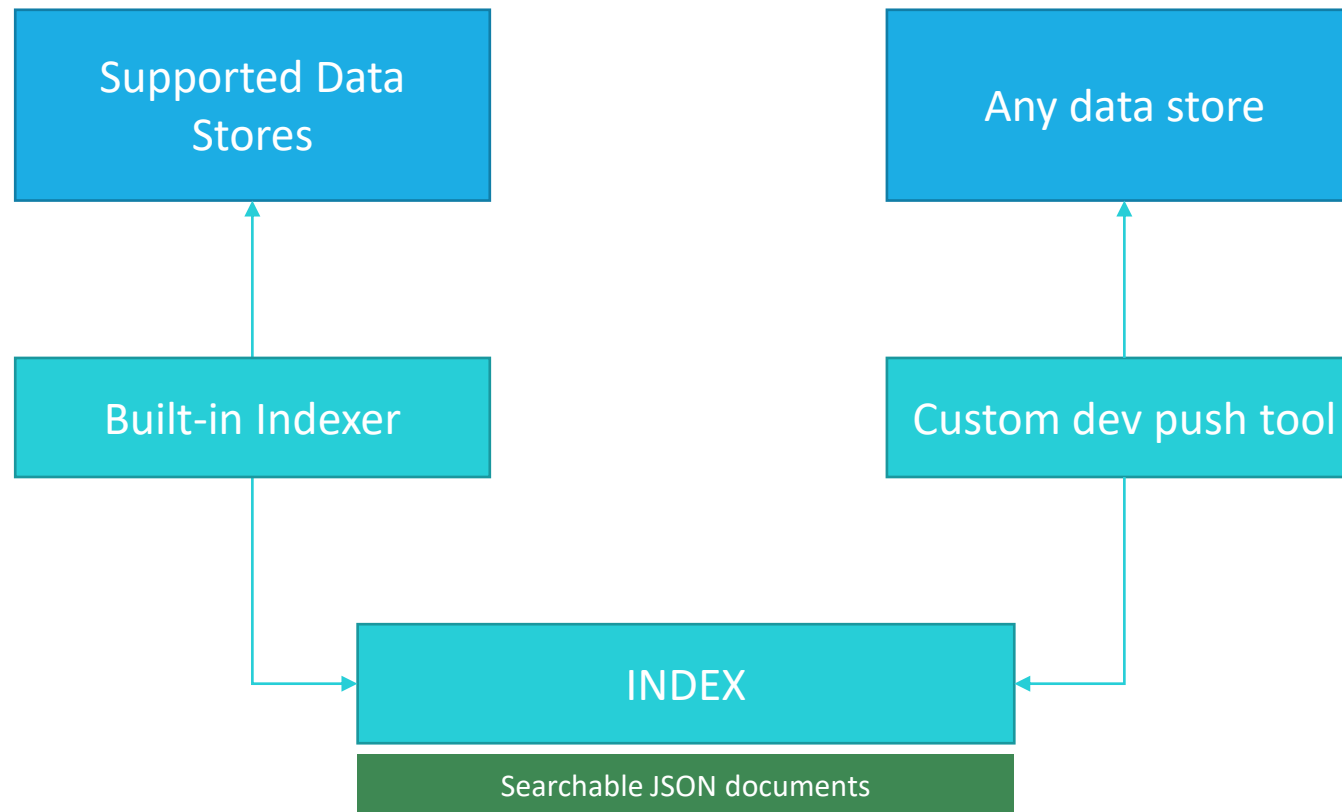 Supported Data
Stores
Any data store
Built-in Indexer
Custom dev push tool
INDEX
Searchable JSON documents